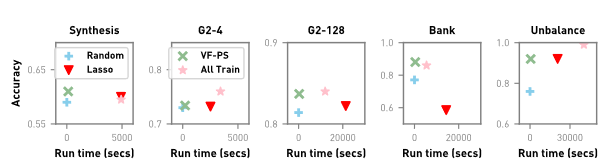 Synthesis G2-4 G2-128 Bank Unbalance
Accuracy
0.65
0.55
Random
Lasso
0 5000
Run time (secs)
0.8
0.7
VF-PS
All Train
0 5000
Run time (secs)
0.9
0.8
0
Run time (secs)
1.0
0.8
0.6
0 20000
Run time (secs)
1.0
0.8
0.6
0 30000
Run time (secs)